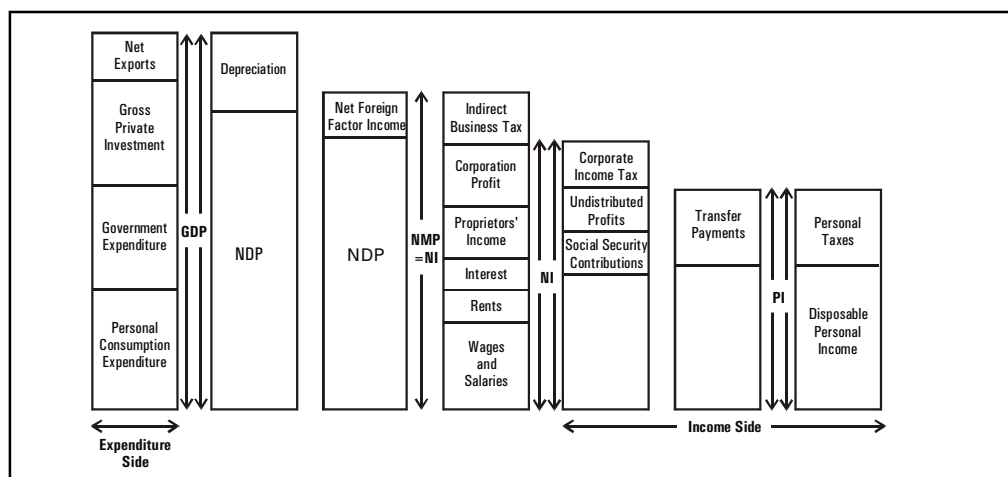 Net
Exports
Gross
Private
Investment
Government
Expenditure
Personal
Consumption
Expenditure
Expenditure
Side
GDP
Depreciation
NDP
Net Foreign
Factor Income
NDP
NMP
=NI
Indirect
Business Tax
Corporation
Profit
Proprietors'
Income
Interest
Rents
Wages
and
Salaries
NI
Corporate
Income Tax
Undistributed
Profits
Social Security
Contributions
Transfer
Payments
PI
Personal
Taxes
Disposable
Personal
Income
Income Side